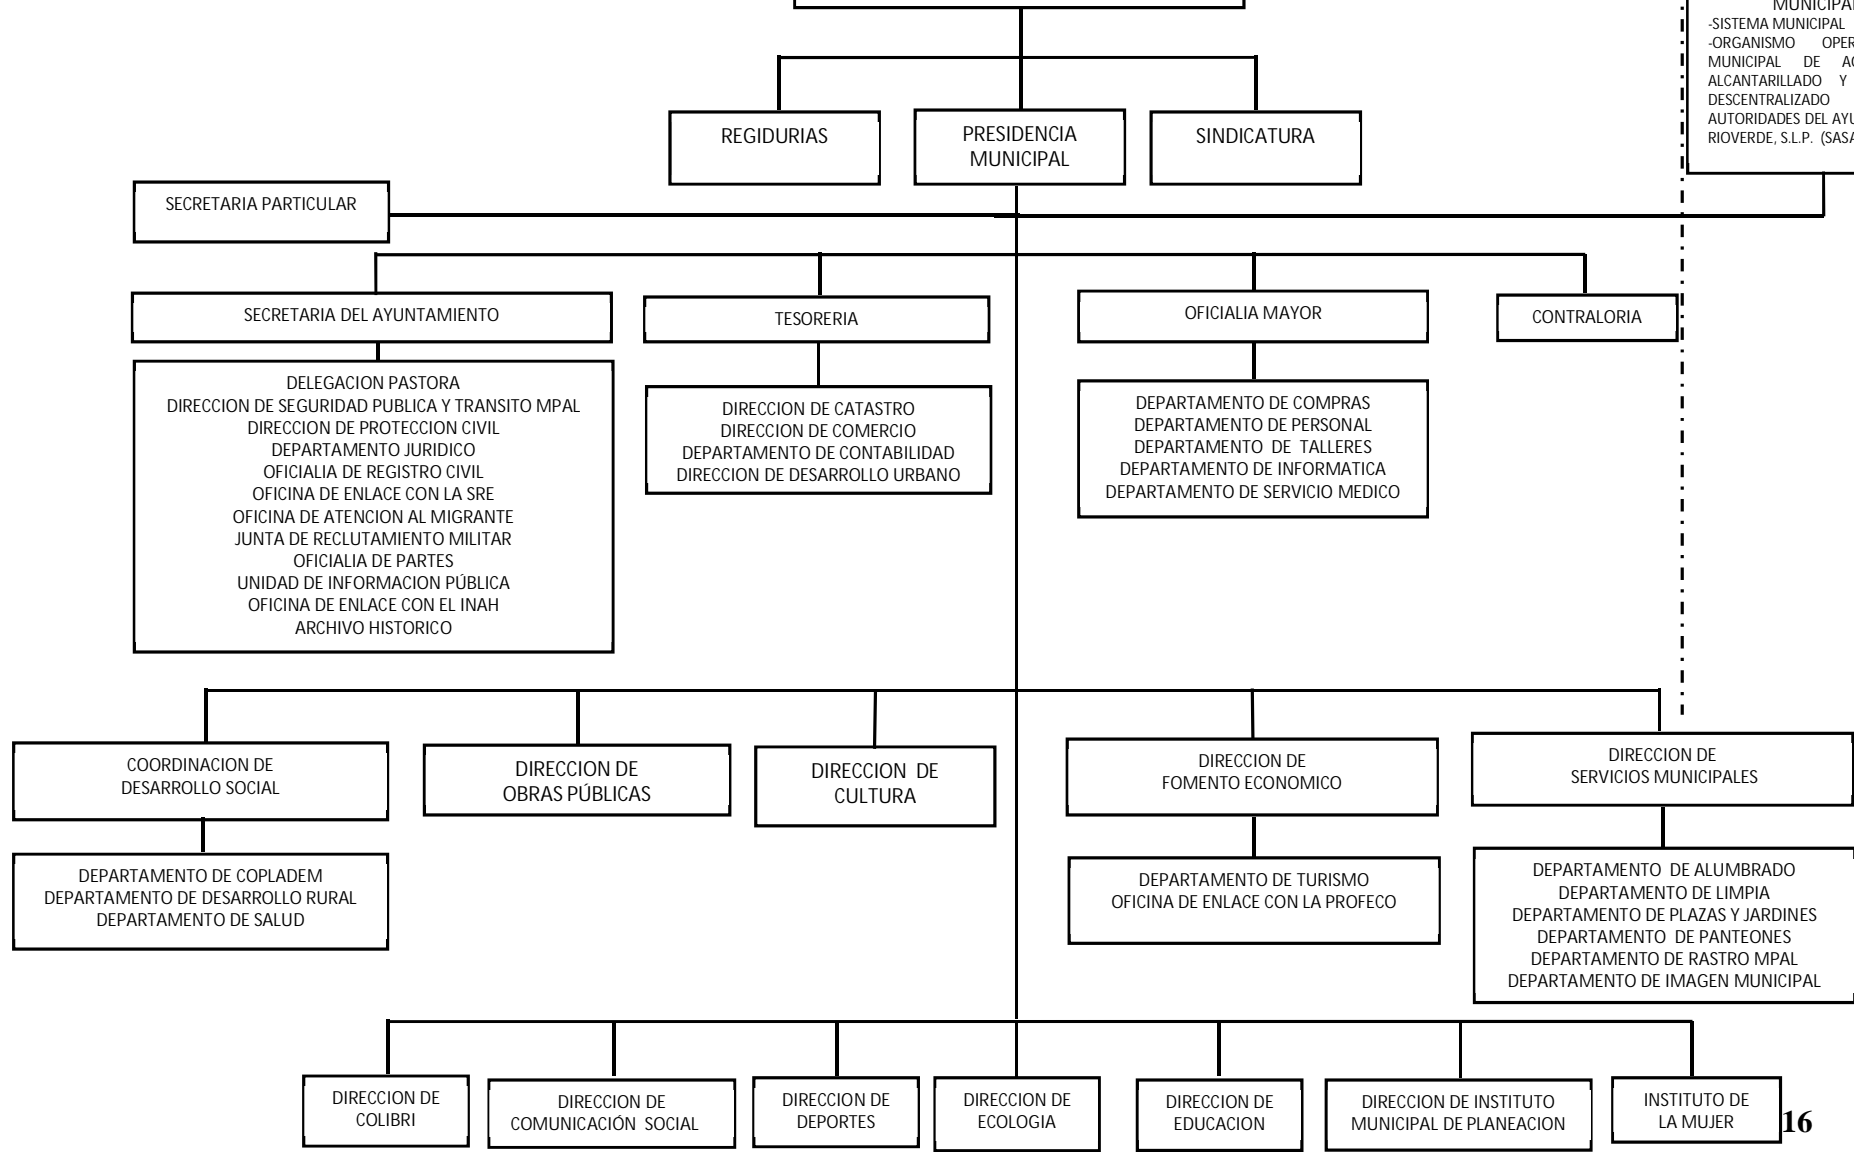 MUNICIPAL
-SISTEMA MUNICIPAL
-ORGANISMO
MUNICIPAL DE
ALCANTARILLADO Y
DESCENTRALIZADO
AUTORIDADES DEL
RIOVERDE, S.L.P.
REGIDURIAS
PRESIDENCIA
MUNICIPAL
SINDICATURA
SECRETARIA PARTICULAR
SECRETARIA DEL AYUNTAMIENTO
TESORERIA
OFICIALIA MAYOR
CONTRALORIA
DELEGACION PASTORA
DIRECCION DE SEGURIDAD PUBLICA Y TRANSITO MPAL
DIRECCION DE PROTECCION CIVIL
DEPARTAMENTO JURIDICO
OFICIALIA DE REGISTRO CIVIL
OFICINA DE ENLACE CON LA SRE
OFICINA DE ATENCION AL MIGRANTE
JUNTA DE RECLUTAMIENTO MILITAR
OFICIALIA DE PARTES
UNIDAD DE INFORMACION PÚBLICA
OFICINA DE ENLACE CON EL INAH
ARCHIVO HISTORICO
DIRECCION DE CATASTRO
DIRECCION DE COMERCIO
DEPARTAMENTO DE CONTABILIDAD
DIRECCION DE DESARROLLO URBANO
DEPARTAMENTO DE COMPRAS
DEPARTAMENTO DE PERSONAL
DEPARTAMENTO DE TALLERES
DEPARTAMENTO DE INFORMATICA
DEPARTAMENTO DE SERVICIO MEDICO
COORDINACION DE
DESARROLLO SOCIAL
DIRECCION DE
OBRAS PÚBLICAS
DIRECCION DE
CULTURA
DIRECCION DE
FOMENTO ECONOMICO
DIRECCION DE
SERVICIOS MUNICIPALES
DEPARTAMENTO DE COPLADEM
DEPARTAMENTO DE DESARROLLO RURAL
DEPARTAMENTO DE SALUD
DEPARTAMENTO DE TURISMO
OFICINA DE ENLACE CON LA PROFECO
DEPARTAMENTO DE ALUMBRADO
DEPARTAMENTO DE LIMPIA
DEPARTAMENTO DE PLAZAS Y JARDINES
DEPARTAMENTO DE PANTEONES
DEPARTAMENTO DE RASTRO MPAL
DEPARTAMENTO DE IMAGEN MUNICIPAL
DIRECCION DE
COLIBRI
DIRECCION DE
COMUNICACIÓN SOCIAL
DIRECCION DE
DEPORTES
DIRECCION DE
ECOLOGIA
DIRECCION DE
EDUCACION
DIRECCION DE INSTITUTO
MUNICIPAL DE PLANEACION
INSTITUTO DE
LA MUJER
16